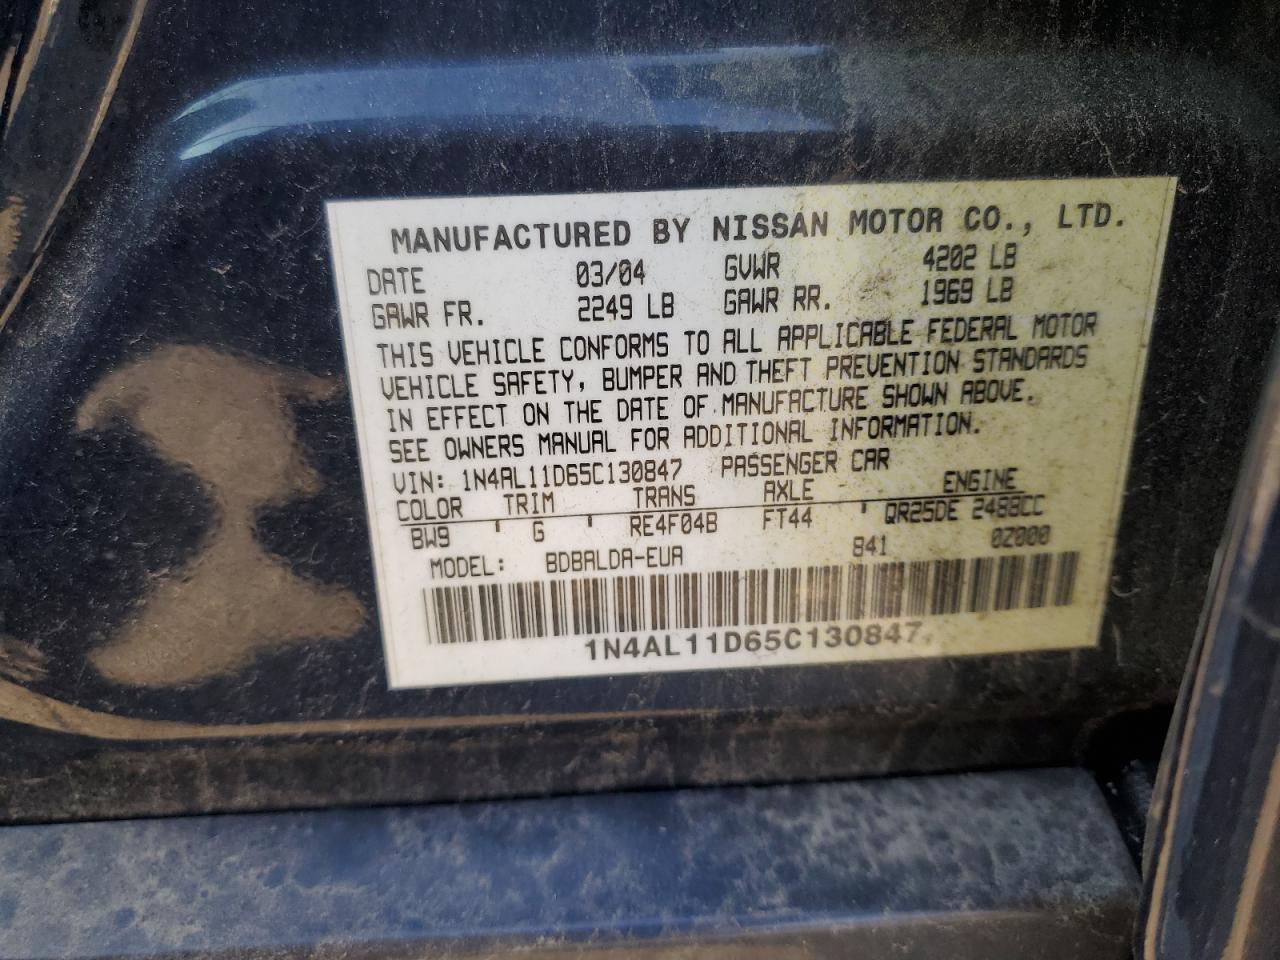 MANUFACTURED BY NISSAN MOTOR CO., LTD.
DATE 03/04 GVWR 4202 LB
GAWR FR. 2249 LB GAWR RR. 1969 LB
THIS VEHICLE CONFORMS TO ALL APPLICABLE FEDERAL MOTOR
VEHICLE SAFETY, BUMPER AND THEFT PREVENTION STANDARDS
IN EFFECT ON THE DATE OF MANUFACTURE SHOWN ABOVE.
SEE OWNERS MANUAL FOR ADDITIONAL INFORMATION.
VIN: 1N4AL11D65C130847 PASSENGER CAR
COLOR TRIM TRANS AXLE ENGINE
BW9 ' G ' RE4F04B FT44 ' QR25DE 2488CC
MODEL: BDBALDA-EUA 841 02000
1N4AL11D65C130847